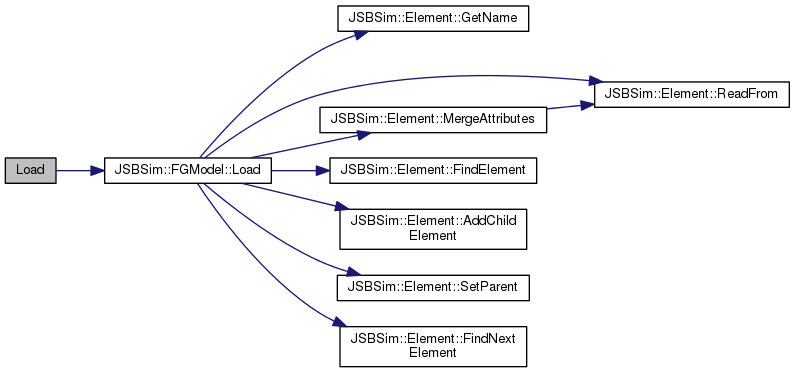 JSBSim::Element::GetName
JSBSim::Element::ReadFrom
JSBSim::Element::MergeAttributes
Load
JSBSim::FGModel::Load
JSBSim::Element::FindElement
JSBSim::Element::AddChild
Element
JSBSim::Element::SetParent
JSBSim::Element::FindNext
Element